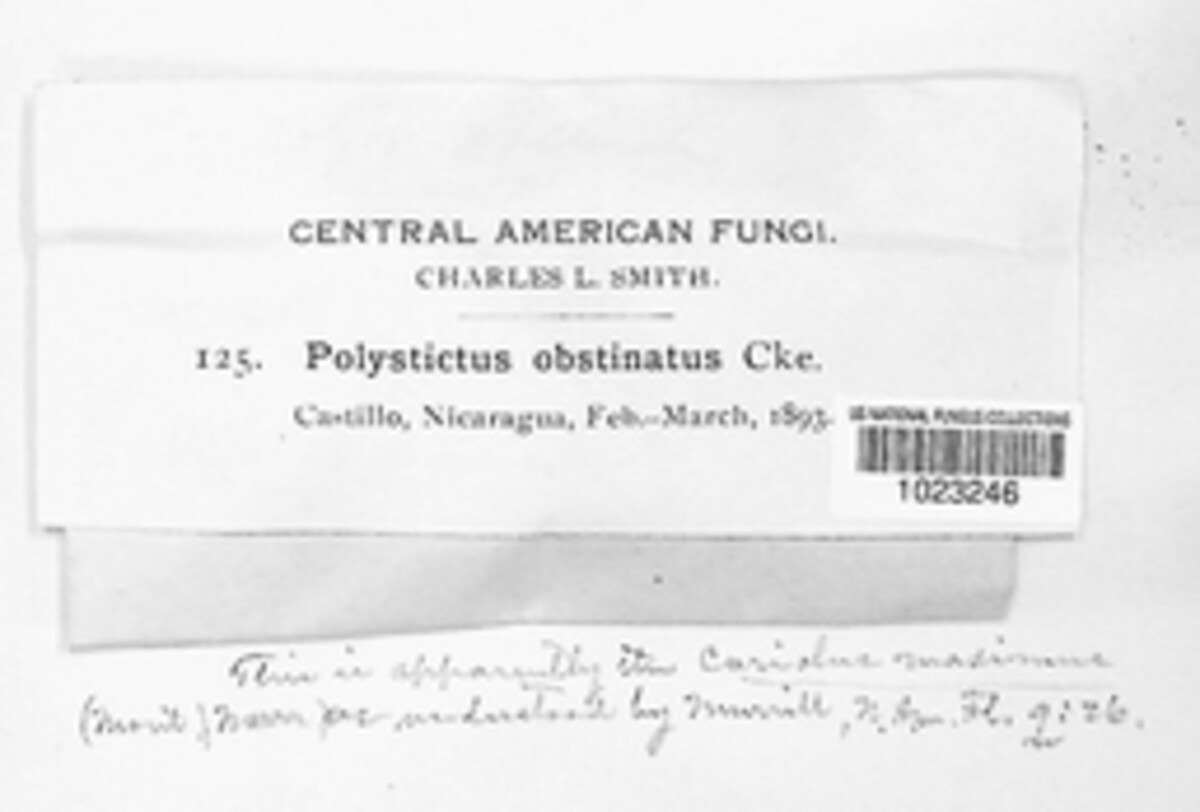 CENTRAL AMERICAN FUNGI.
CHARLES L. SMITH.
125. Polystictus obstinatus Cke.
Castillo, Nicaragua, Feb.-March, 1893.
US NATIONAL FUNGUS COLLECTIONS
1023246
This is apparently the Coriolus maximus
(Mont) Murr as understood by Murrill, N. Am. Fl. 9:26.